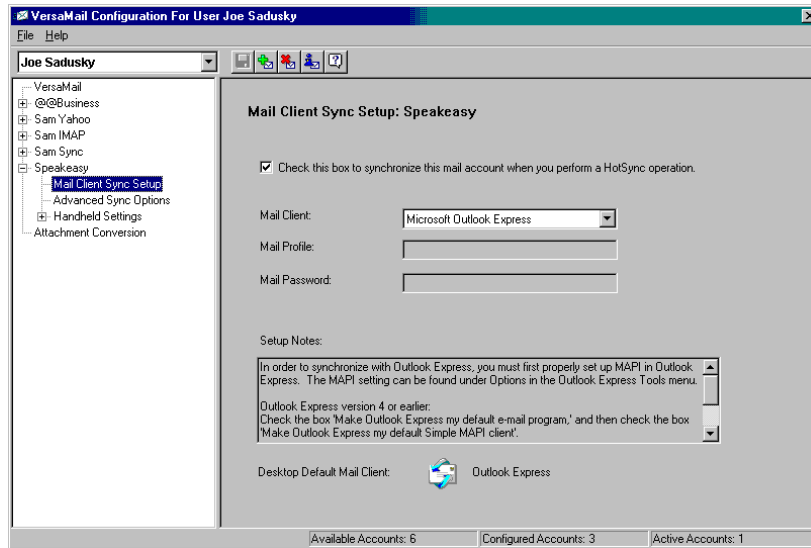 VersaMail Configuration For User Joe Sadusky
File Help
Joe Sadusky
VersaMail
@@Business
Sam Yahoo
Sam IMAP
Sam Sync
Speakeasy
Mail Client Sync Setup
Advanced Sync Options
Handheld Settings
Attachment Conversion
Mail Client Sync Setup: Speakeasy
Check this box to synchronize this mail account when you perform a HotSync operation.
Mail Client: Microsoft Outlook Express
Mail Profile:
Mail Password:
Setup Notes:
In order to synchronize with Outlook Express, you must first properly set up MAPI in Outlook
Express. The MAPI setting can be found under Options in the Outlook Express Tools menu.
Outlook Express version 4 or earlier:
Check the box 'Make Outlook Express my default e-mail program,' and then check the box
'Make Outlook Express my default Simple MAPI client'.
Desktop Default Mail Client: Outlook Express
Available Accounts: 6 Configured Accounts: 3 Active Accounts: 1